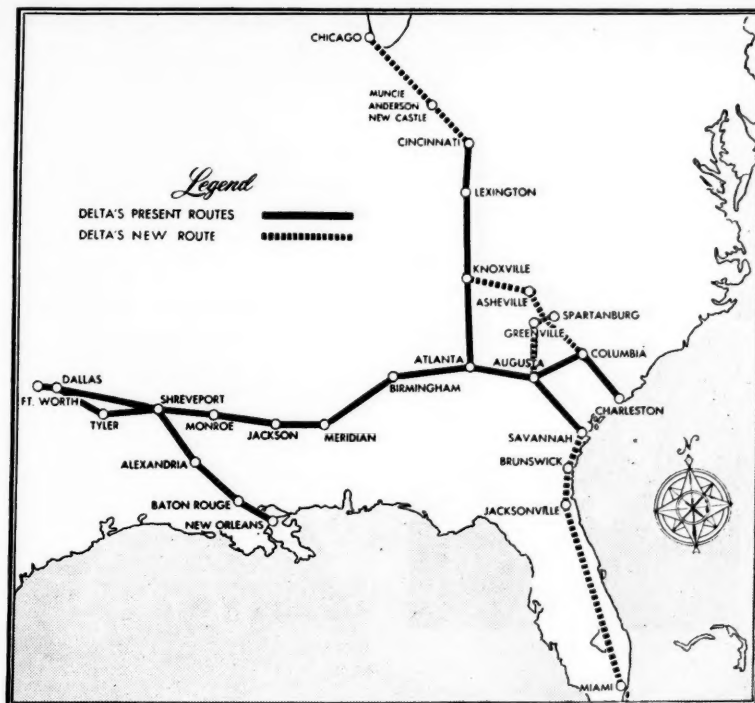 CHICAGO
MUNCIE
ANDERSON
NEW CASTLE
CINCINNATI
Legend
LEXINGTON
DELTA'S PRESENT ROUTES
DELTA'S NEW ROUTE
KNOXVILLE
ASHEVILLE
SPARTANBURG
GREENVILLE
ATLANTA
AUGUSTA
COLUMBIA
BIRMINGHAM
DALLAS
FT. WORTH
SHREVEPORT
CHARLESTON
TYLER
MONROE
JACKSON
MERIDIAN
SAVANNAH
N
ALEXANDRIA
BRUNSWICK
BATON ROUGE
JACKSONVILLE
NEW ORLEANS
MIAMI